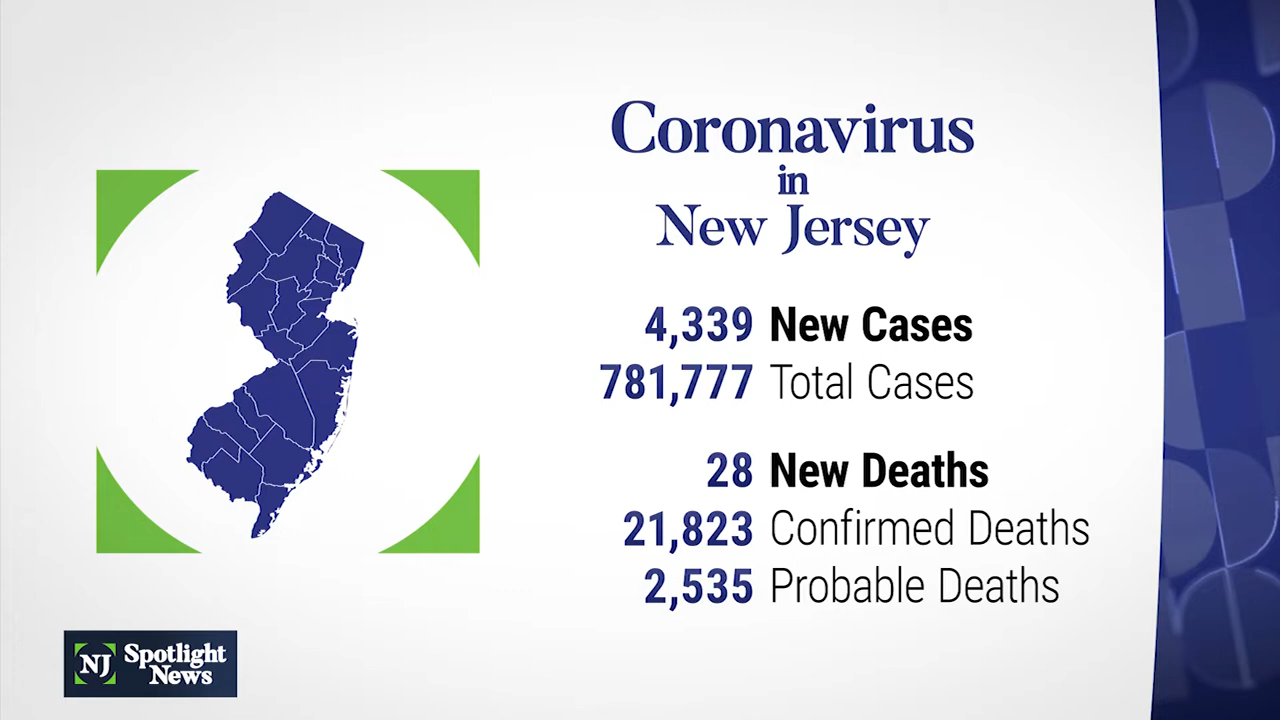 Coronavirus
in
New Jersey
4,339 New Cases
781,777 Total Cases
28 New Deaths
21,823 Confirmed Deaths
2,535 Probable Deaths
NJ Spotlight
News